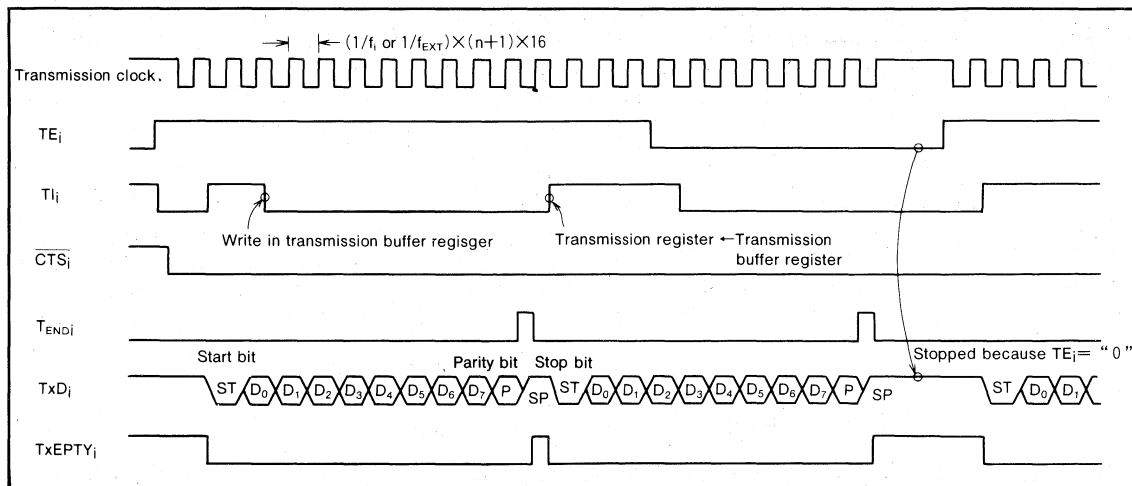 (1/fi or 1/fEXT)×(n+1)×16
Transmission clock.
TEi
TIi
Write in transmission buffer regisger
Transmission register ←Transmission
buffer register
CTSi
TENDi
Start bit
Parity bit
Stop bit
Stopped because TEi= "0"
TxDi
ST D0 D1 D2 D3 D4 D5 D6 D7 P SP ST D0 D1 D2 D3 D4 D5 D6 D7 P SP ST D0 D1
TxEPTYi